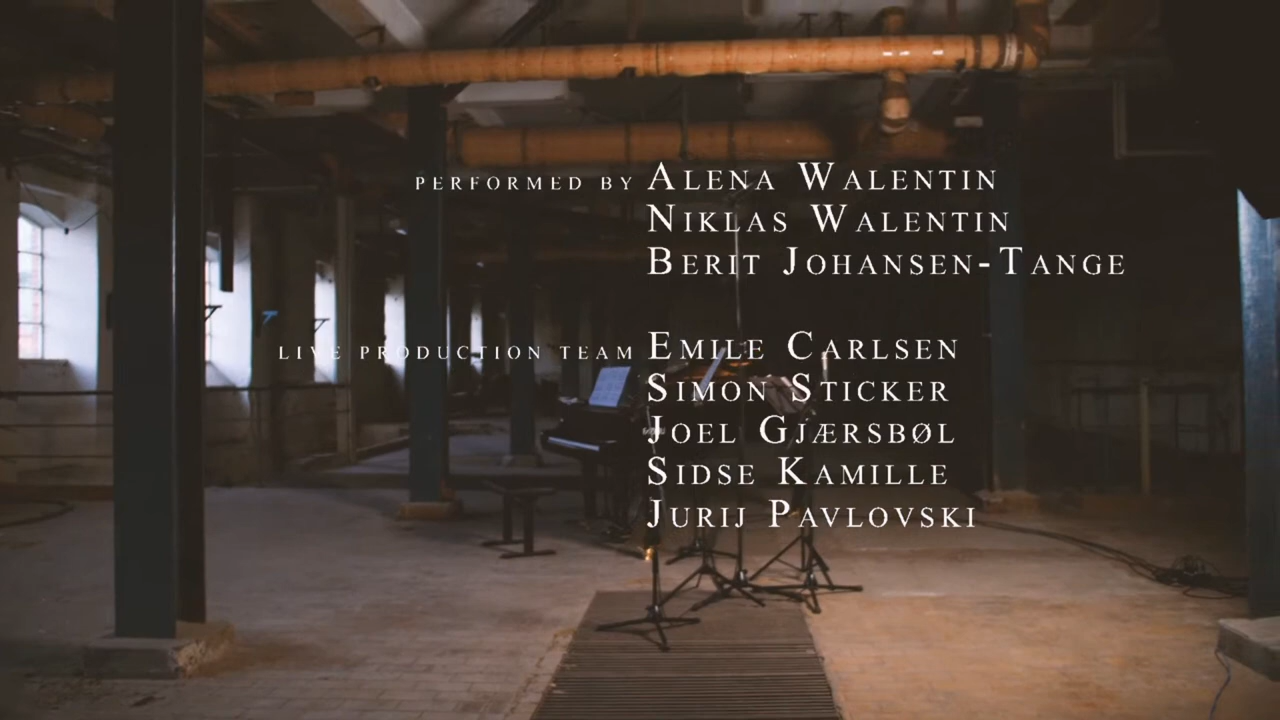 PERFORMED BY ALENA WALENTIN
NIKLAS WALENTIN
BERIT JOHANSEN-TANGE
LIVE PRODUCTION TEAM EMILE CARLSEN
SIMON STICKER
JOEL GJÆRSBØL
SIDSE KAMILLE
JURIJ PAVLOVSKI